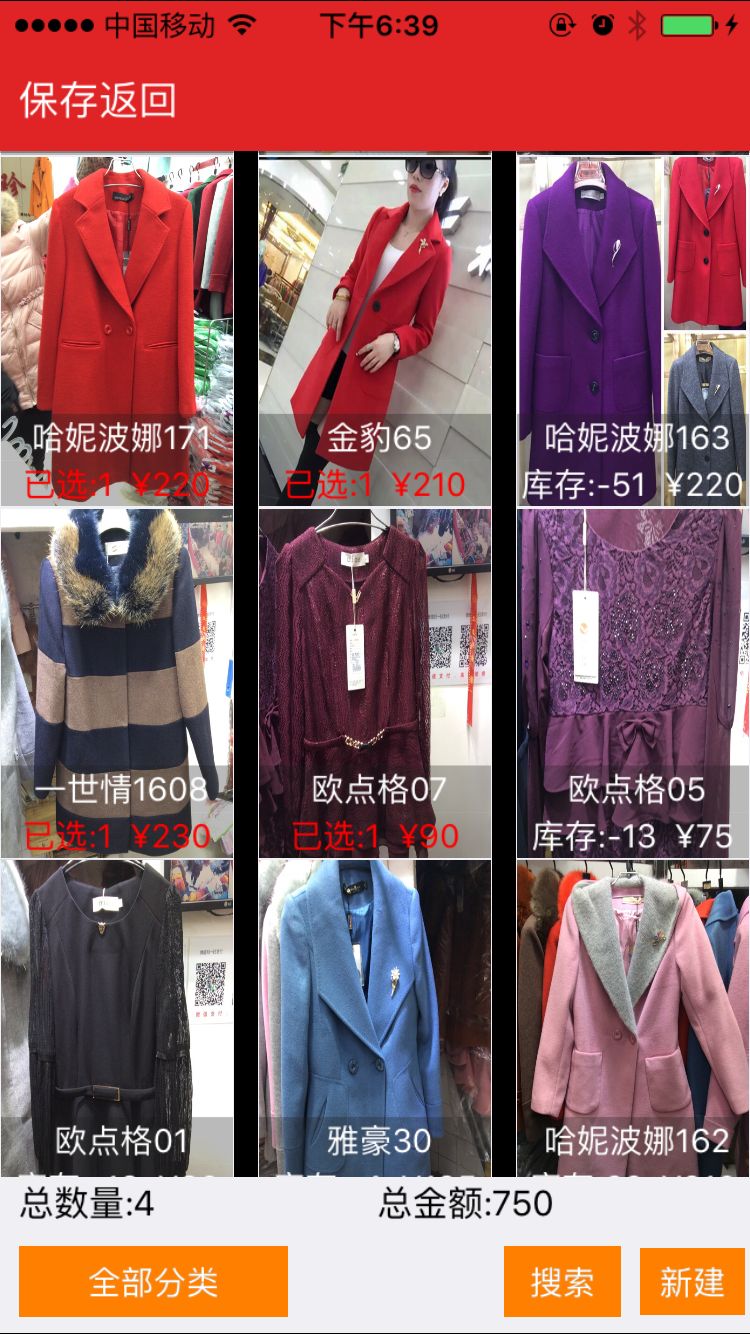 中国移动
下午6:39
保存返回
哈妮波娜171
已选:1 ¥220
金豹65
已选:1 ¥210
哈妮波娜163
库存:-51 ¥220
一世情1608
已选:1 ¥230
欧点格07
已选:1 ¥90
欧点格05
库存:-13 ¥75
欧点格01
雅豪30
哈妮波娜162
总数量:4
总金额:750
全部分类
搜索
新建